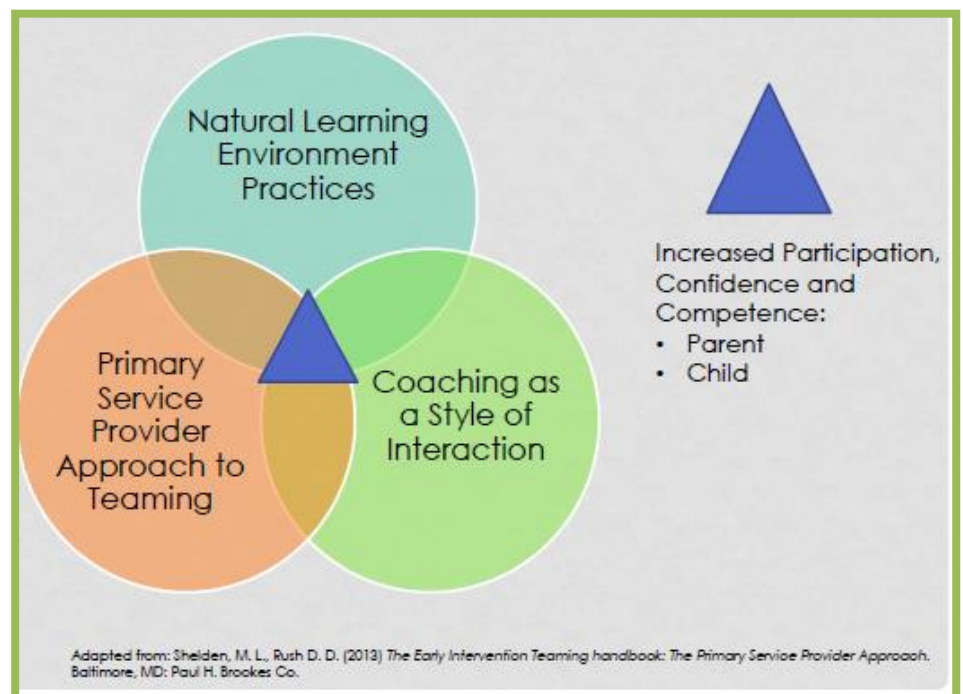 Natural Learning
Environment
Practices
Primary
Service
Provider
Approach to
Teaming
Coaching as
a Style of
Interaction
Increased Participation,
Confidence and
Competence:
• Parent
• Child
Adapted from: Shelden, M. L., Rush D. D. (2013) The Early Intervention Teaming handbook: The Primary Service Provider Approach.
Baltimore, MD: Paul H. Brookes Co.